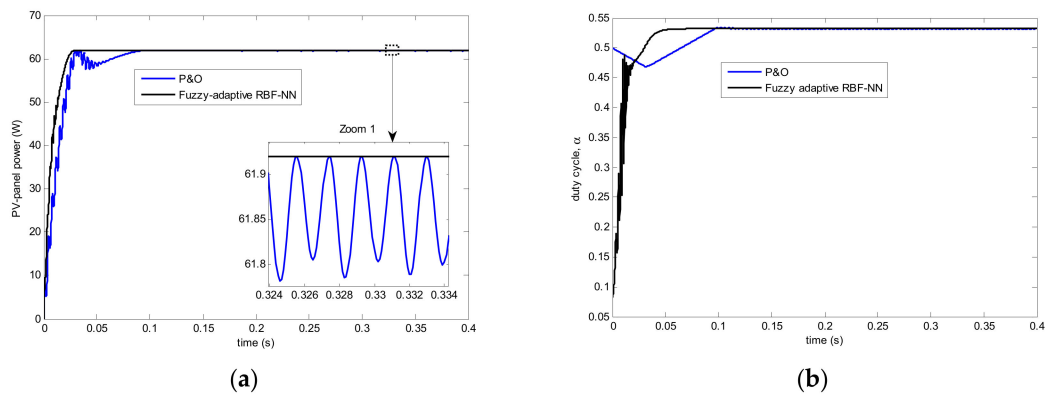 70
60
50
40
30
20
10
0
PV-panel power (W)
0 0.05 0.1 0.15 0.2 0.25 0.3 0.35 0.4
time (s)
P&O
Fuzzy-adaptive RBF-NN
Zoom 1
61.9
61.85
61.8
0.324 0.326 0.328 0.33 0.332 0.334
(a)
0.55
0.5
0.45
0.4
0.35
0.3
0.25
0.2
0.15
0.1
0.05
duty cycle, α
0 0.05 0.1 0.15 0.2 0.25 0.3 0.35 0.4
time (s)
P&O
Fuzzy adaptive RBF-NN
(b)